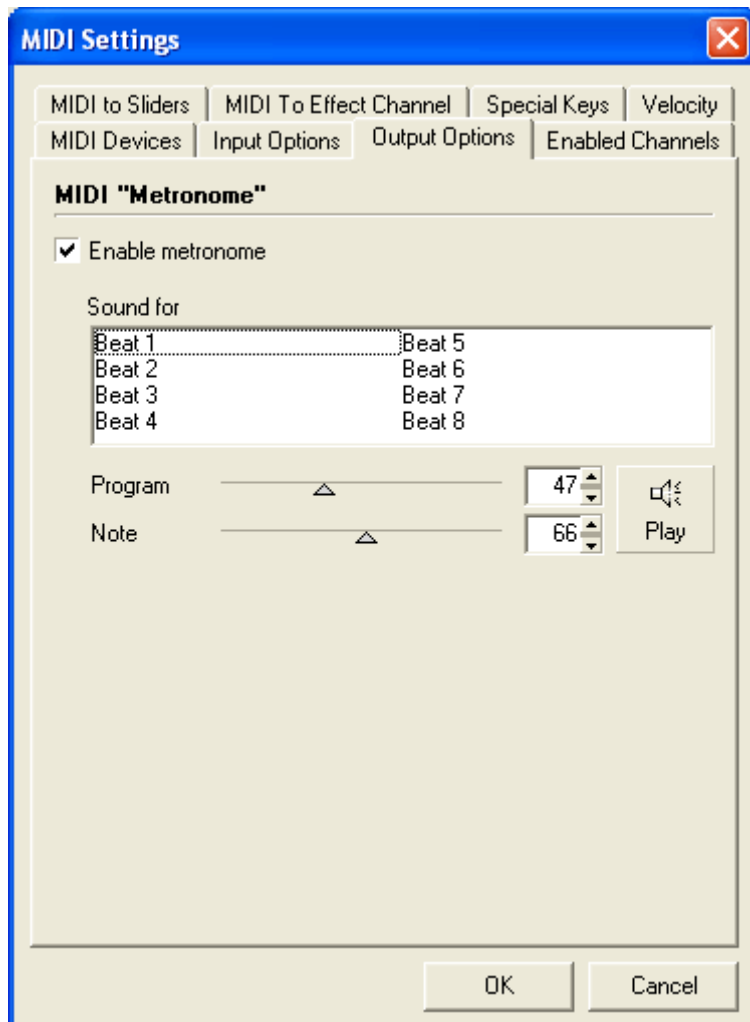 MIDI Settings
MIDI to Sliders MIDI To Effect Channel Special Keys Velocity
MIDI Devices Input Options Output Options Enabled Channels
MIDI "Metronome"
Enable metronome
Sound for
Beat 1 Beat 5
Beat 2 Beat 6
Beat 3 Beat 7
Beat 4 Beat 8
Program 47
Note 66 Play
OK Cancel